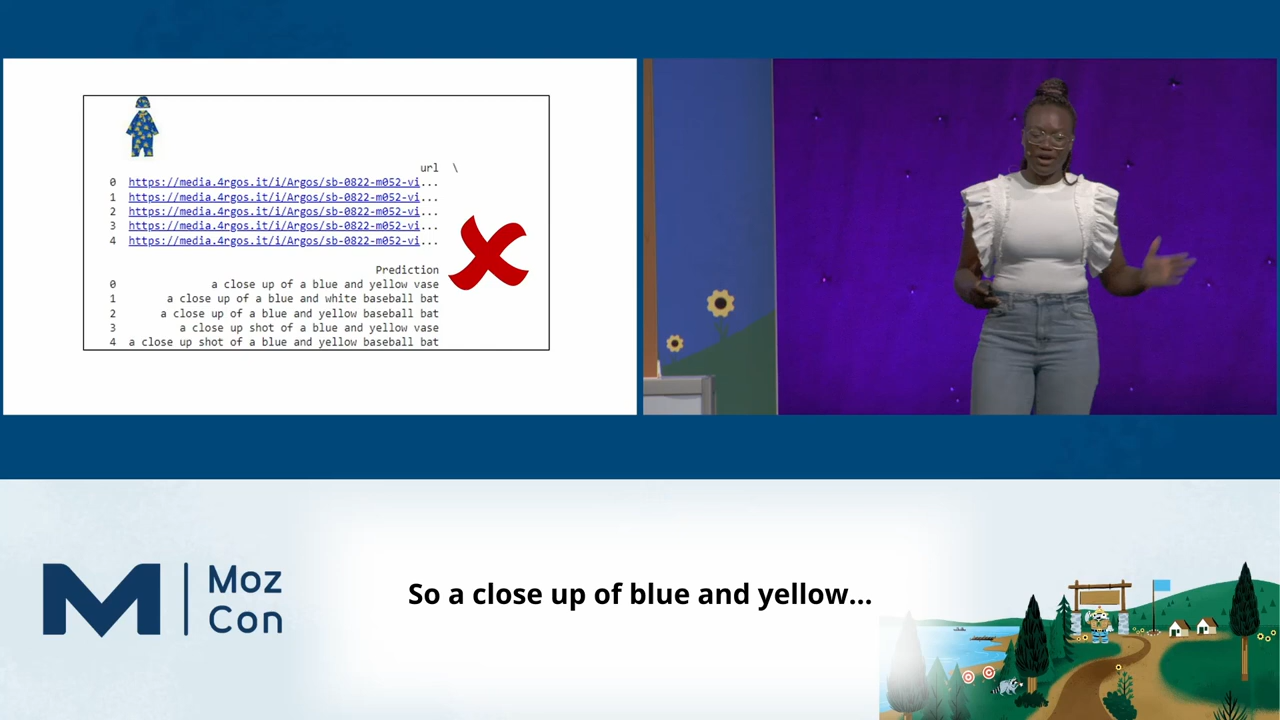 url \
0 https://media.4rgos.it/i/Argos/sb-0822-m052-vi...
1 https://media.4rgos.it/i/Argos/sb-0822-m052-vi...
2 https://media.4rgos.it/i/Argos/sb-0822-m052-vi...
3 https://media.4rgos.it/i/Argos/sb-0822-m052-vi...
4 https://media.4rgos.it/i/Argos/sb-0822-m052-vi...
Prediction
0 a close up of a blue and yellow vase
1 a close up of a blue and white baseball bat
2 a close up of a blue and yellow baseball bat
3 a close up shot of a blue and yellow vase
4 a close up shot of a blue and yellow baseball bat
M
Moz
Con
So a close up of blue and yellow...